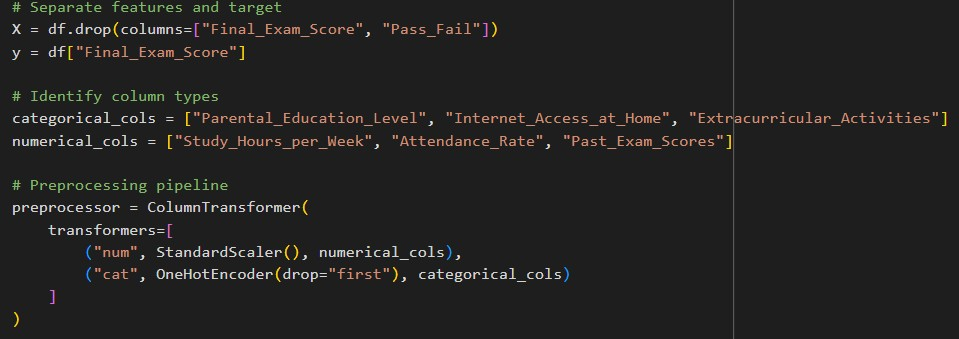 # Separate features and target
X = df.drop(columns=["Final_Exam_Score", "Pass_Fail"])
y = df["Final_Exam_Score"]
# Identify column types
categorical_cols = ["Parental_Education_Level", "Internet_Access_at_Home", "Extracurricular_Activities"]
numerical_cols = ["Study_Hours_per_Week", "Attendance_Rate", "Past_Exam_Scores"]
# Preprocessing pipeline
preprocessor = ColumnTransformer(
    transformers=[
        ("num", StandardScaler(), numerical_cols),
        ("cat", OneHotEncoder(drop="first"), categorical_cols)
    ]
)